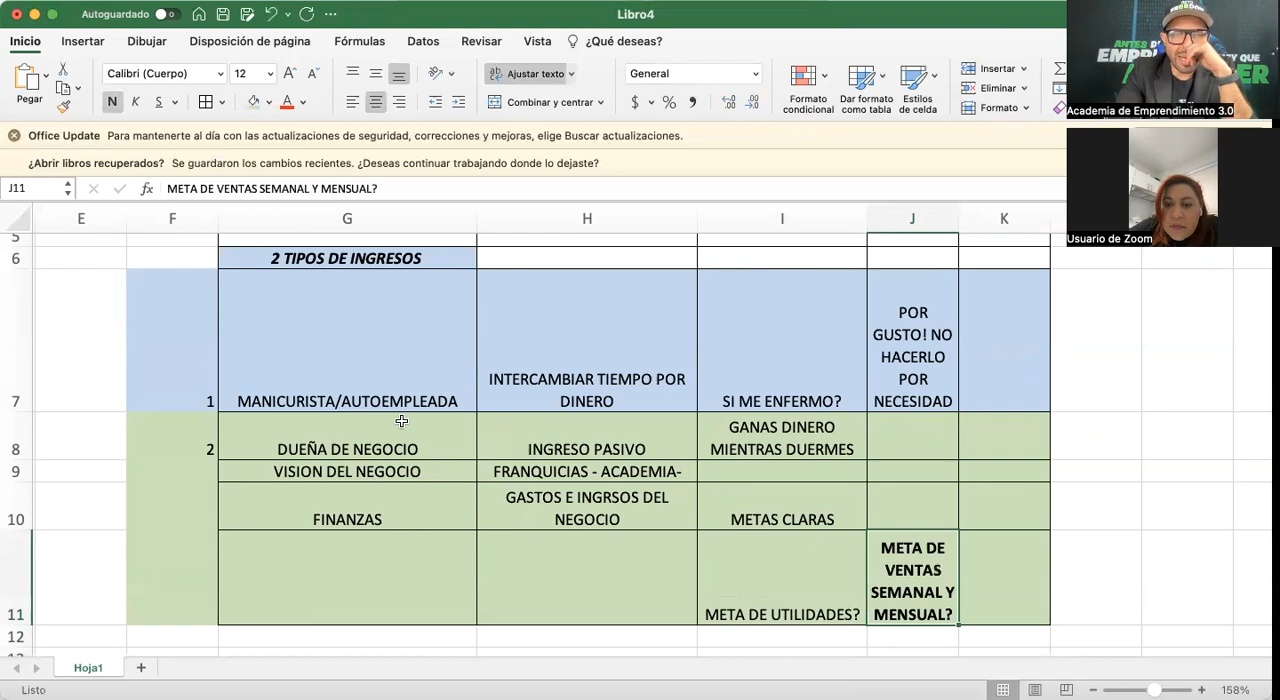 Autoguardado
Libro4
Inicio Insertar Dibujar Disposición de página Fórmulas Datos Revisar Vista ¿Qué deseas?
Pegar
Calibri (Cuerpo) 12
N K S
Ajustar texto
Combinar y centrar
General
$ %
Formato condicional
Dar formato como tabla
Estilos de celda
Insertar
Eliminar
Formato
ANTES
Academia de Emprendimiento 3.0
Usuario de Zoom
Office Update Para mantenerte al día con las actualizaciones de seguridad, correcciones y mejoras, elige Buscar actualizaciones.
¿Abrir libros recuperados? Se guardaron los cambios recientes. ¿Deseas continuar trabajando donde lo dejaste?
J11 fx META DE VENTAS SEMANAL Y MENSUAL?
E F G H I J K
5
6 2 TIPOS DE INGRESOS
7 1 MANICURISTA/AUTOEMPLEADA
INTERCAMBIAR TIEMPO POR
DINERO
SI ME ENFERMO?
POR
GUSTO! NO
HACERLO
POR
NECESIDAD
8 2 DUEÑA DE NEGOCIO
INGRESO PASIVO
GANAS DINERO
MIENTRAS DUERMES
9 VISION DEL NEGOCIO
FRANQUICIAS - ACADEMIA-
10 FINANZAS
GASTOS E INGRSOS DEL
NEGOCIO
METAS CLARAS
11 META DE UTILIDADES?
META DE
VENTAS
SEMANAL Y
MENSUAL?
12
Hoja1
Listo
158%